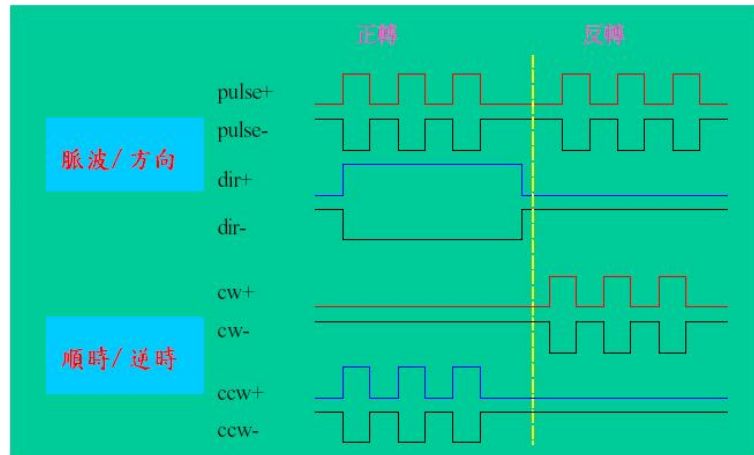 正轉
反轉
pulse+
pulse-
脈波/方向
dir+
dir-
cw+
cw-
順時/逆時
ccw+
ccw-